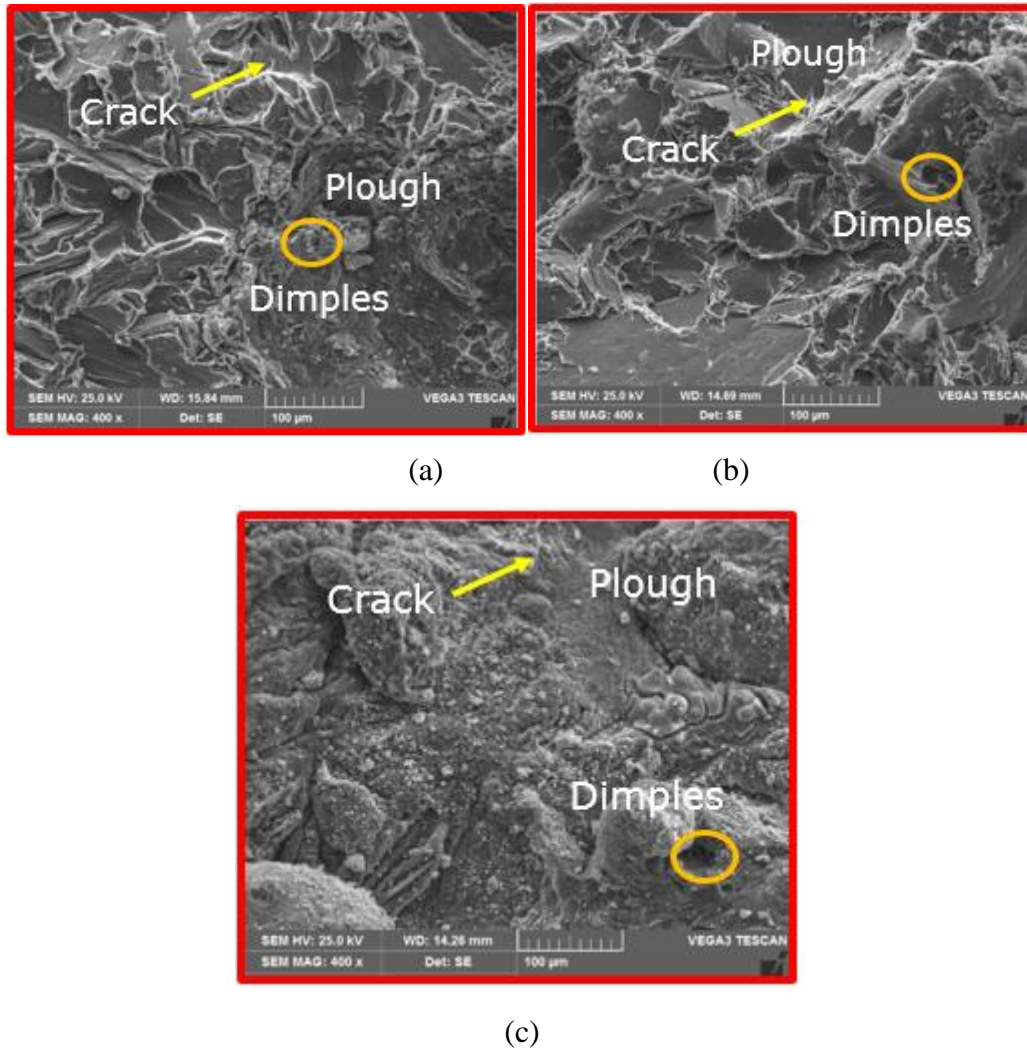 Crack
Plough
Dimples
SEM HV: 25.0 kV WD: 15.84 mm VEGA3 TESCAN
SEM MAG: 400 x Det: SE 100 µm
(a)
Plough
Crack
Dimples
SEM HV: 25.0 kV WD: 14.69 mm VEGA3 TESCAN
SEM MAG: 400 x Det: SE 100 µm
(b)
Crack
Plough
Dimples
SEM HV: 25.0 kV WD: 14.26 mm VEGA3 TESCAN
SEM MAG: 400 x Det: SE 100 µm
(c)